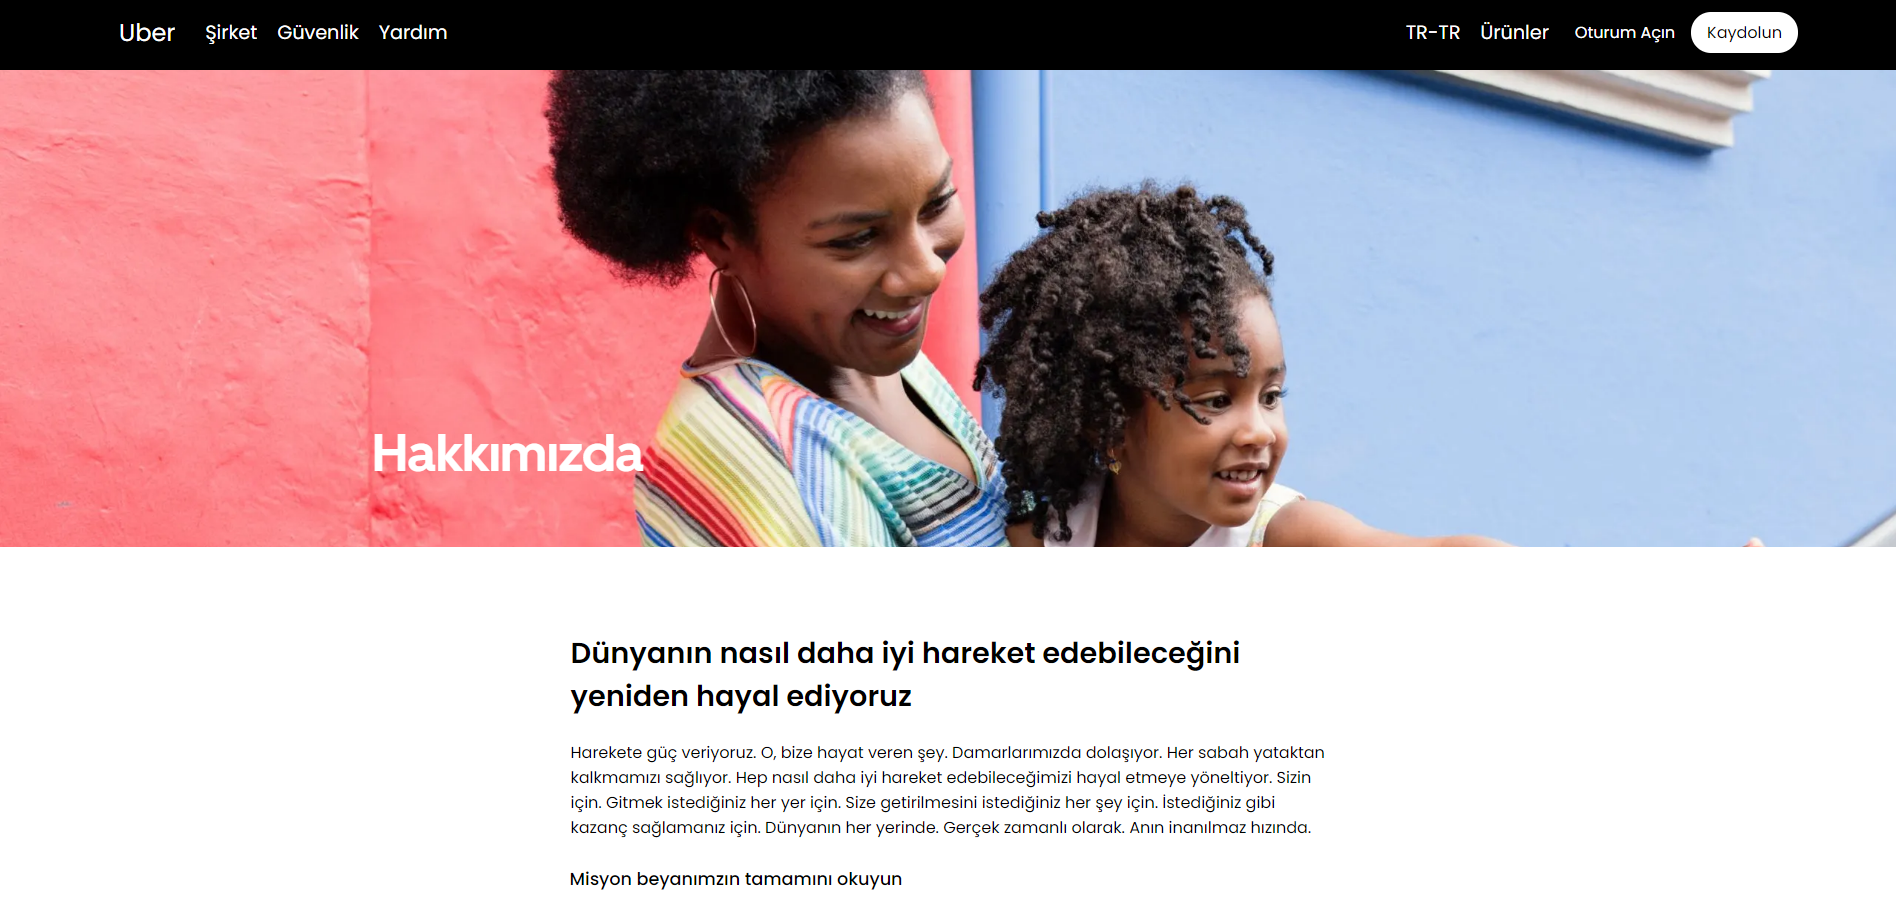 Uber Şirket Güvenlik Yardım TR-TR Ürünler Oturum Açın Kaydolun
Hakkımızda
Dünyanın nasıl daha iyi hareket edebileceğini
yeniden hayal ediyoruz
Harekete güç veriyoruz. O, bize hayat veren şey. Damarlarımızda dolaşıyor. Her sabah yataktan
kalkmamızı sağlıyor. Hep nasıl daha iyi hareket edebileceğimizi hayal etmeye yöneltiyor. Sizin
için. Gitmek istediğiniz her yer için. Size getirilmesini istediğiniz her şey için. İstediğiniz gibi
kazanç sağlamanız için. Dünyanın her yerinde. Gerçek zamanlı olarak. Anın inanılmaz hızında.
Misyon beyanımzın tamamını okuyun